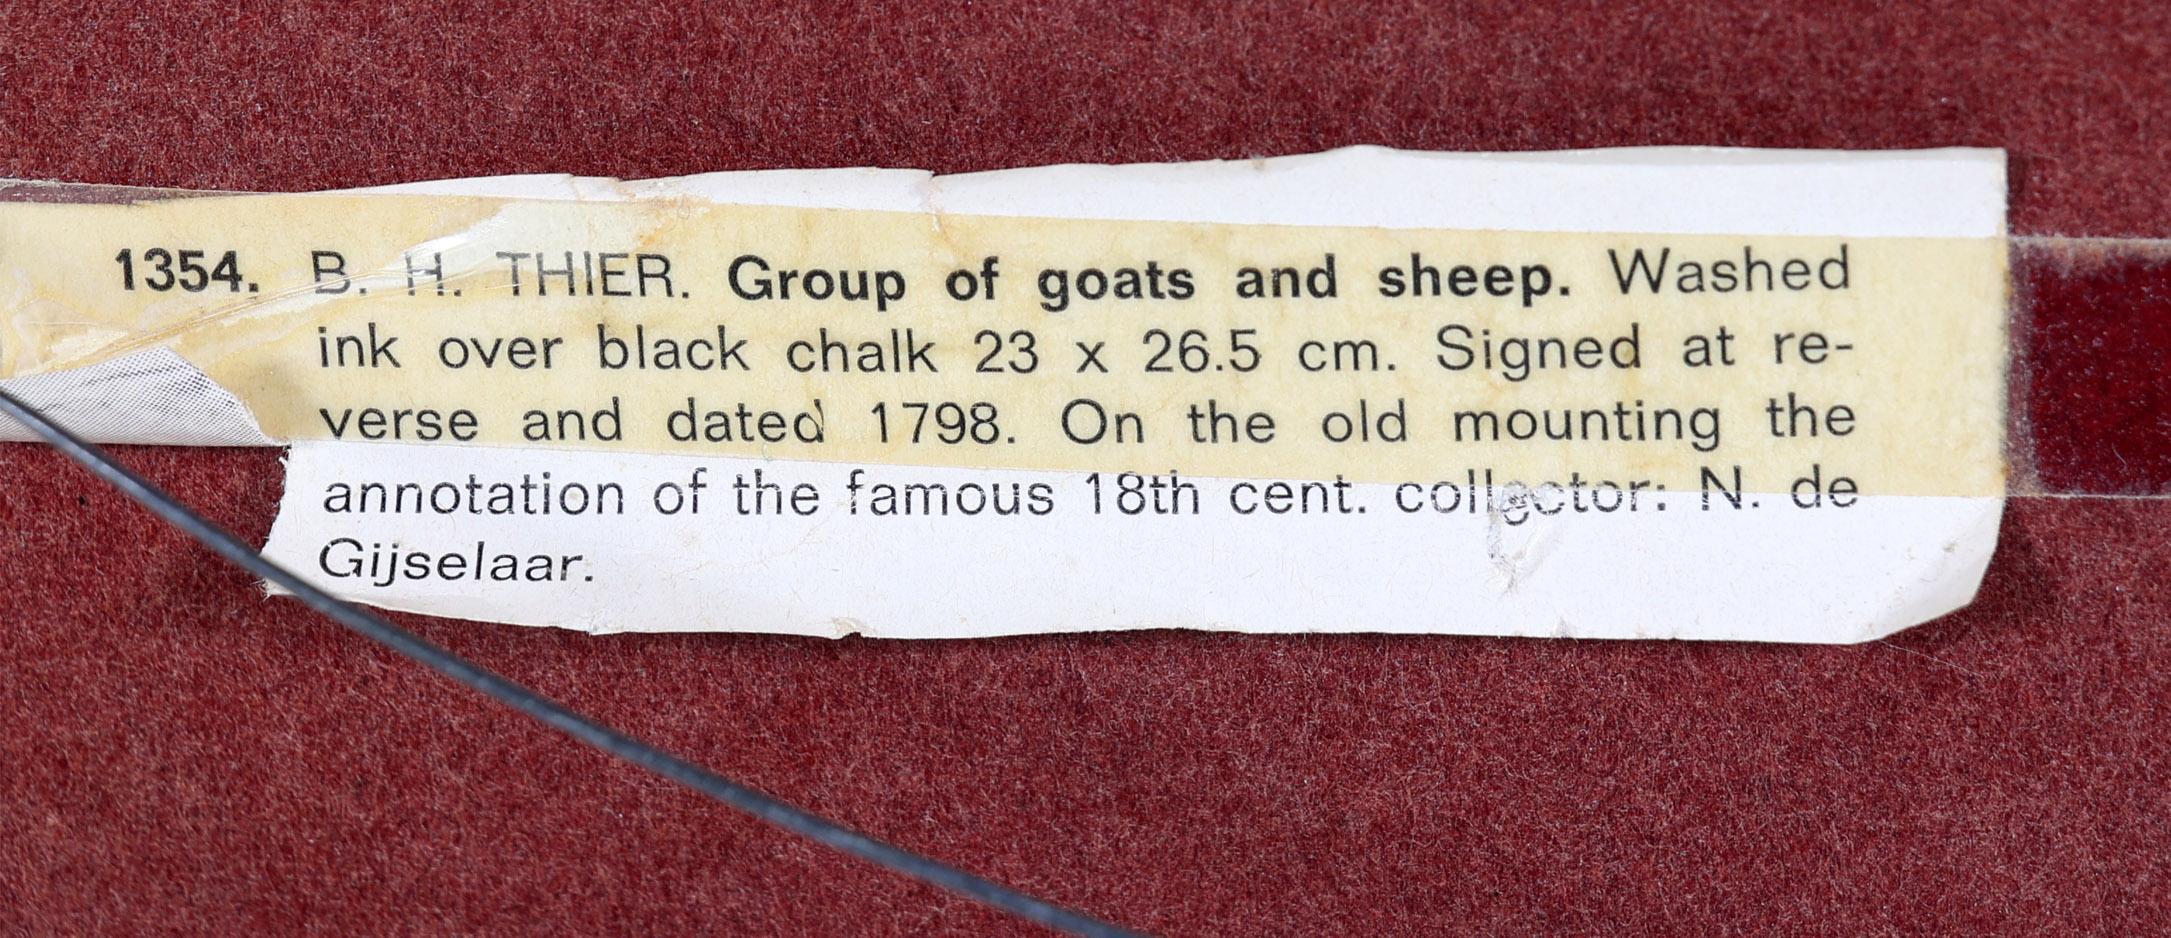 1354. B. H. THIER. Group of goats and sheep. Washed
ink over black chalk 23 x 26.5 cm. Signed at re-
verse and dated 1798. On the old mounting the
annotation of the famous 18th cent. collector: N. de
Gijselaar.